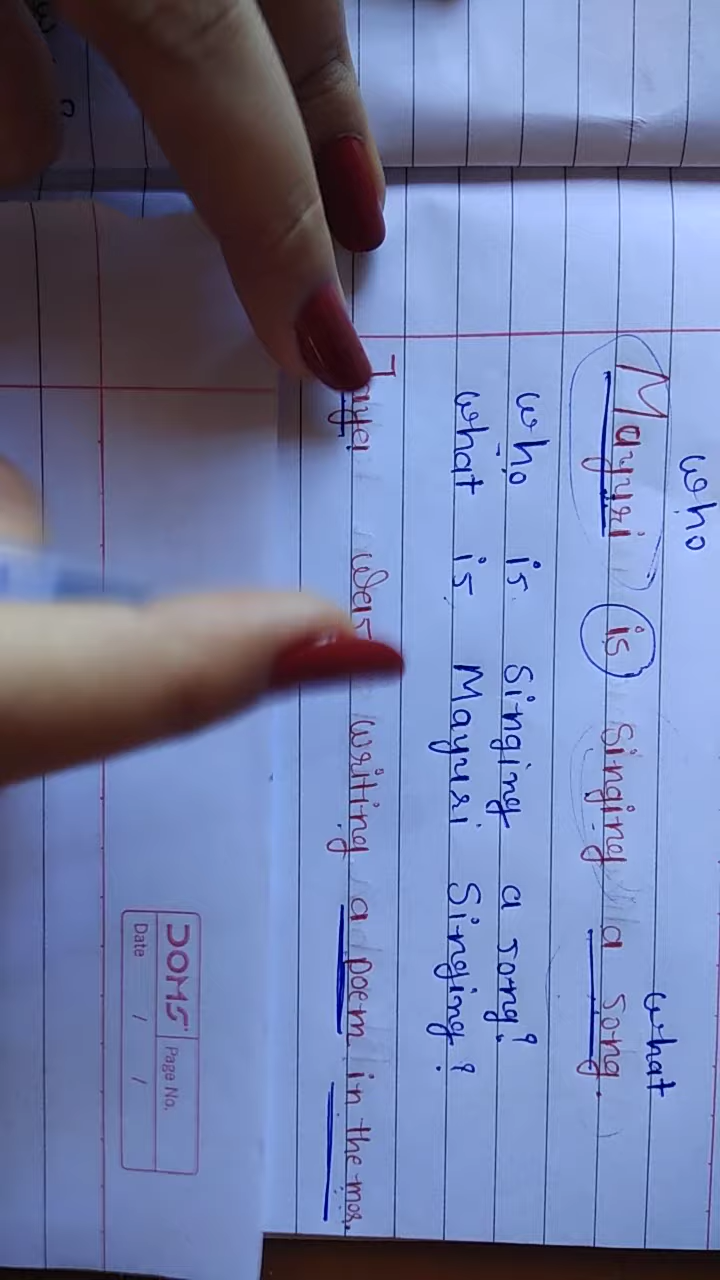 who what
Mayuri is singing a song.
who is singing a song?
what is Mayuri Singing?
writing a poem in the mor.
DOMS
Page No.
Date / /